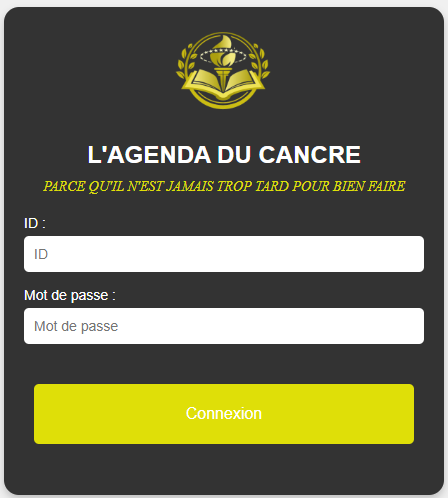 L'AGENDA DU CANCRE
PARCE QU'IL N'EST JAMAIS TROP TARD POUR BIEN FAIRE
ID :
ID
Mot de passe :
Mot de passe
Connexion